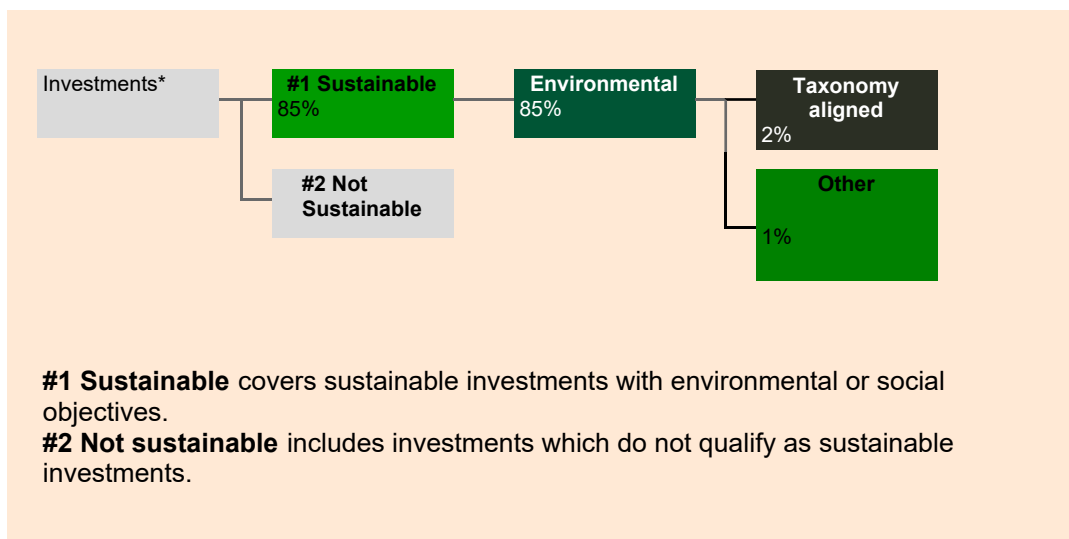 Investments*
#1 Sustainable
85%
Environmental
85%
Taxonomy
aligned
2%
#2 Not
Sustainable
Other
1%
#1 Sustainable covers sustainable investments with environmental or social
objectives.
#2 Not sustainable includes investments which do not qualify as sustainable
investments.